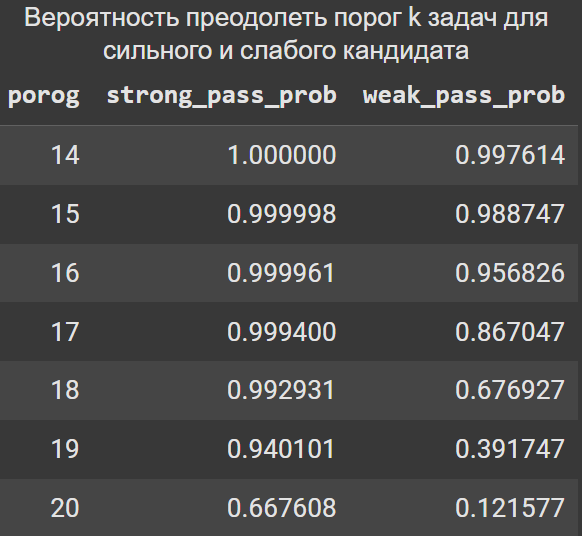 Вероятность преодолеть порог k задач для
сильного и слабого кандидата
porog strong_pass_prob weak_pass_prob
14 1.000000 0.997614
15 0.999998 0.988747
16 0.999961 0.956826
17 0.999400 0.867047
18 0.992931 0.676927
19 0.940101 0.391747
20 0.667608 0.121577